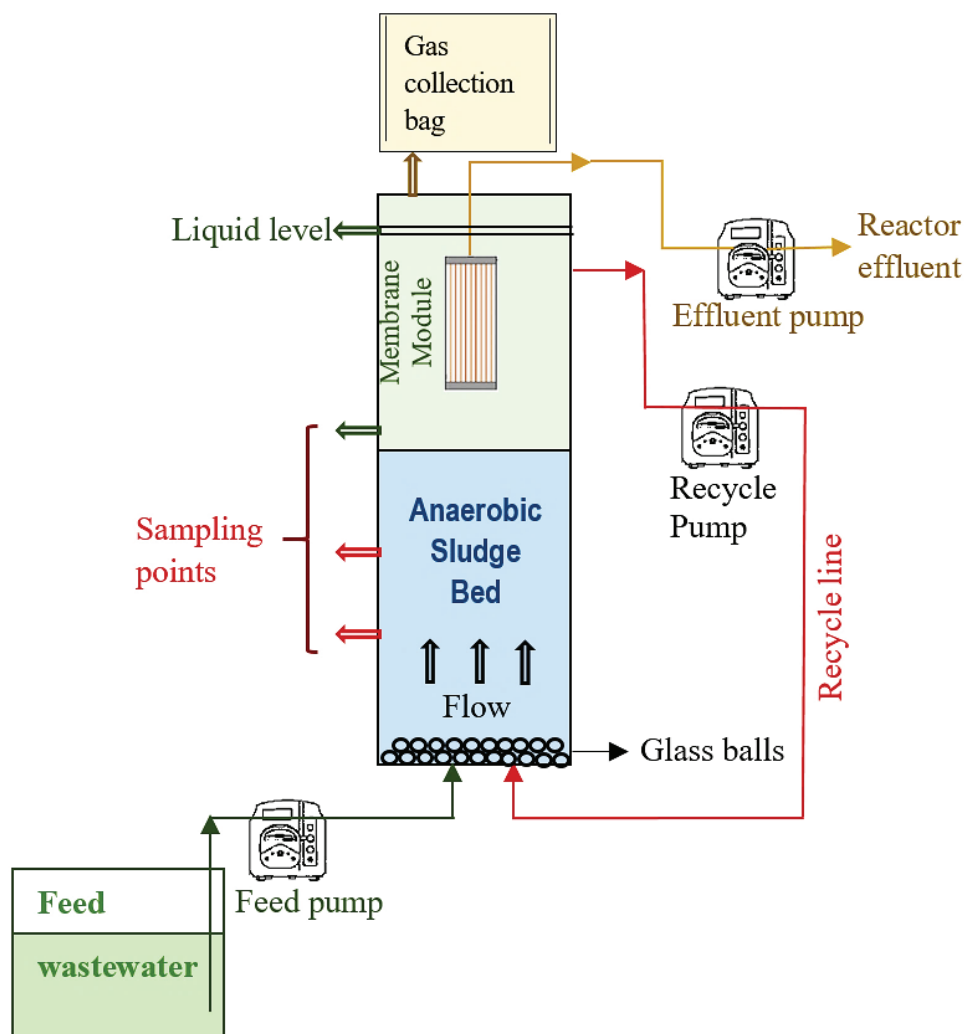 Gas
collection
bag
Liquid level
Reactor
effluent
Effluent pump
Membrane
Module
Recycle
Pump
Sampling
points
Anaerobic
Sludge
Bed
Recycle line
Flow
Glass balls
Feed pump
Feed
wastewater